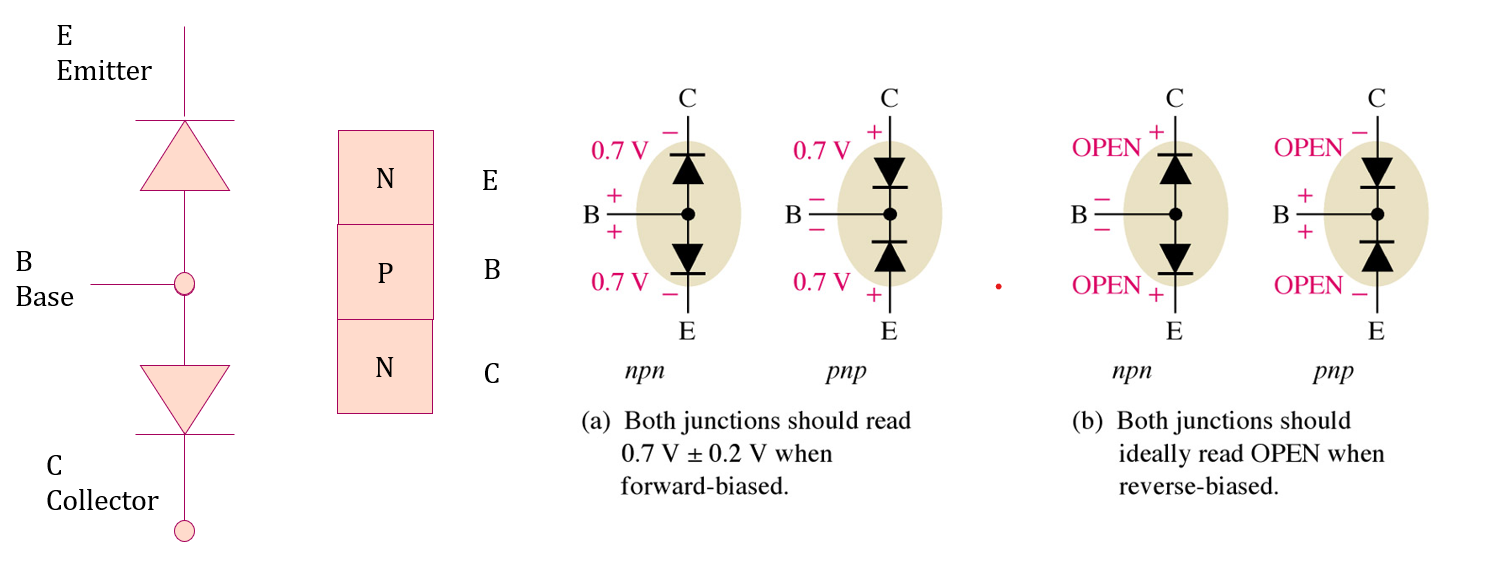 E
Emitter
B
Base
C
Collector
N
P
N
E
B
C
C
0.7 V −
+
B
+
0.7 V −
E
npn
C
0.7 V +
−
B
−
0.7 V +
E
pnp
(a) Both junctions should read
0.7 V ± 0.2 V when
forward-biased.
C
OPEN +
−
B
−
OPEN +
E
npn
C
OPEN −
+
B
+
OPEN −
E
pnp
(b) Both junctions should
ideally read OPEN when
reverse-biased.